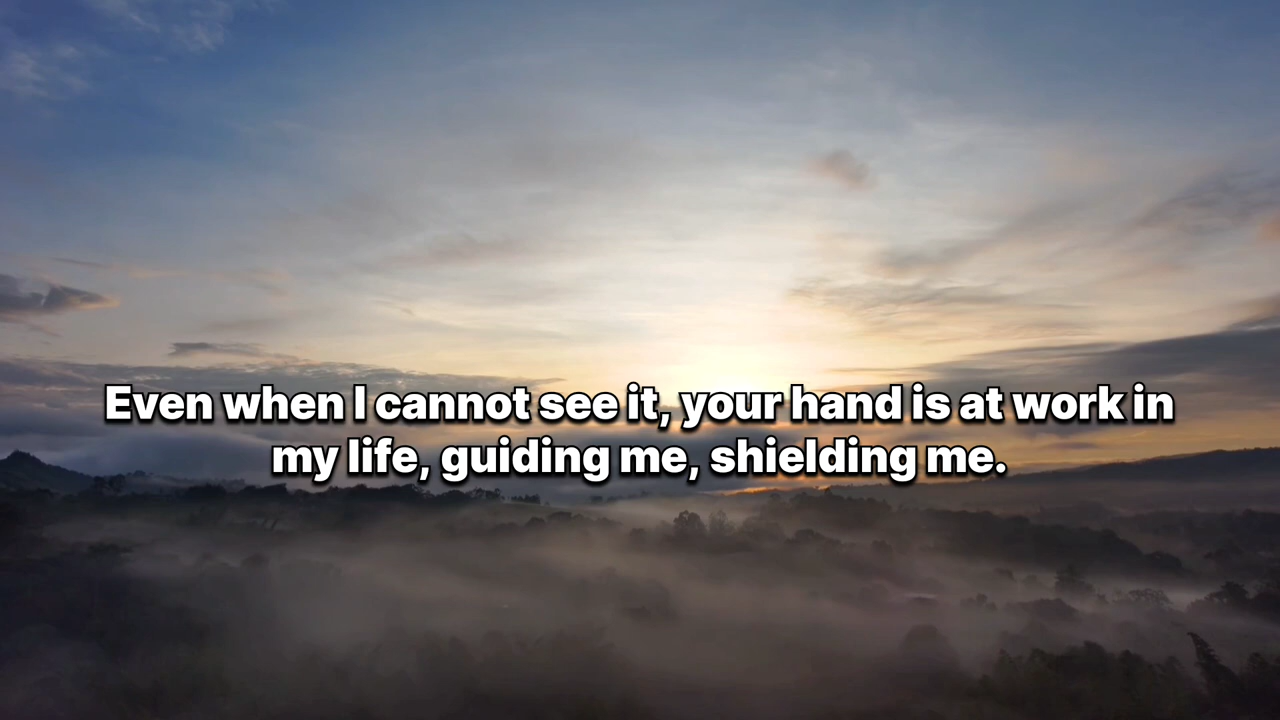 Even when I cannot see it, your hand is at work in
my life, guiding me, shielding me.